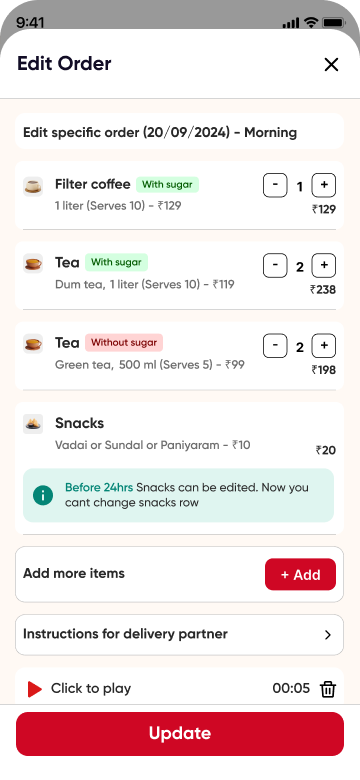 9:41
Edit Order
Edit specific order (20/09/2024) - Morning
Filter coffee With sugar - 1 +
1 liter (Serves 10) - ₹129 ₹129
Tea With sugar - 2 +
Dum tea, 1 liter (Serves 10) - ₹119 ₹238
Tea Without sugar - 2 +
Green tea, 500 ml (Serves 5) - ₹99 ₹198
Snacks
Vadai or Sundal or Paniyaram - ₹10 ₹20
Before 24hrs Snacks can be edited. Now you
cant change snacks row
Add more items + Add
Instructions for delivery partner
Click to play 00:05
Update